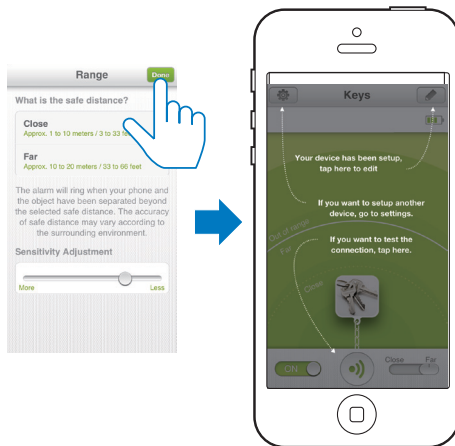 Range
Done
What is the safe distance?
Close
Approx. 1 to 10 meters / 3 to 33 feet
Far
Approx. 10 to 20 meters / 33 to 66 feet
The alarm will ring when your phone and
the object have been separated beyond
the selected safe distance. The accuracy
of safe distance may vary according to
the surrounding environment.
Sensitivity Adjustment
More
Less
Keys
Your device has been setup,
tap here to edit
If you want to setup another
device, go to settings.
Out of range
If you want to test the
connection, tap here.
Far
Close
ON
Close
Far